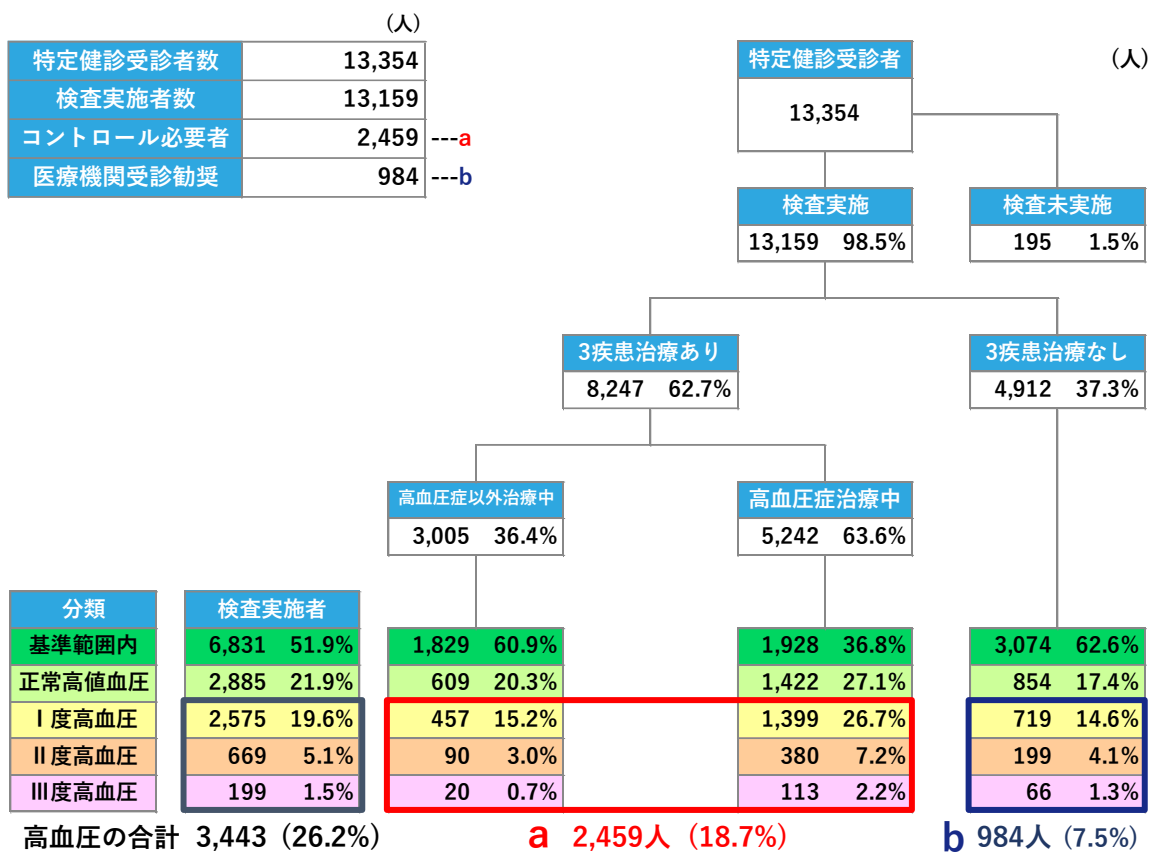 (人)
特定健診受診者数 13,354
検査実施者数 13,159
コントロール必要者 2,459 ---a
医療機関受診勧奨 984 ---b
(人)
特定健診受診者
13,354
検査実施 検査未実施
13,159 98.5% 195 1.5%
3疾患治療あり 3疾患治療なし
8,247 62.7% 4,912 37.3%
高血圧症以外治療中 高血圧症治療中
3,005 36.4% 5,242 63.6%
分類 検査実施者
基準範囲内 6,831 51.9% 1,829 60.9% 1,928 36.8% 3,074 62.6%
正常高値血圧 2,885 21.9% 609 20.3% 1,422 27.1% 854 17.4%
Ⅰ度高血圧 2,575 19.6% 457 15.2% 1,399 26.7% 719 14.6%
Ⅱ度高血圧 669 5.1% 90 3.0% 380 7.2% 199 4.1%
Ⅲ度高血圧 199 1.5% 20 0.7% 113 2.2% 66 1.3%
高血圧の合計 3,443 (26.2%) a 2,459人 (18.7%) b 984人 (7.5%)